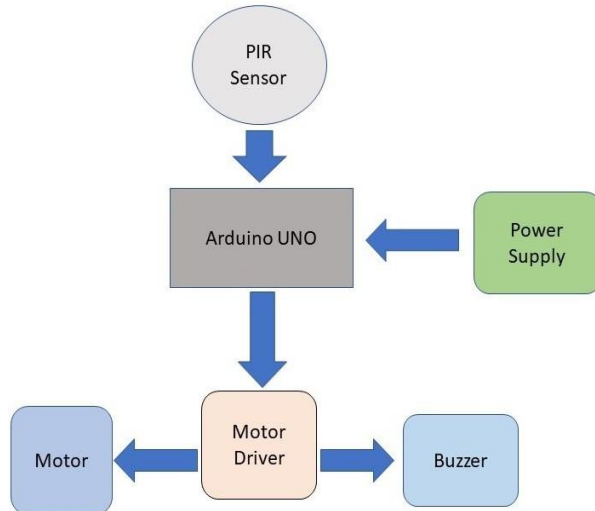 PIR
Sensor
Arduino UNO
Power
Supply
Motor
Motor
Driver
Buzzer